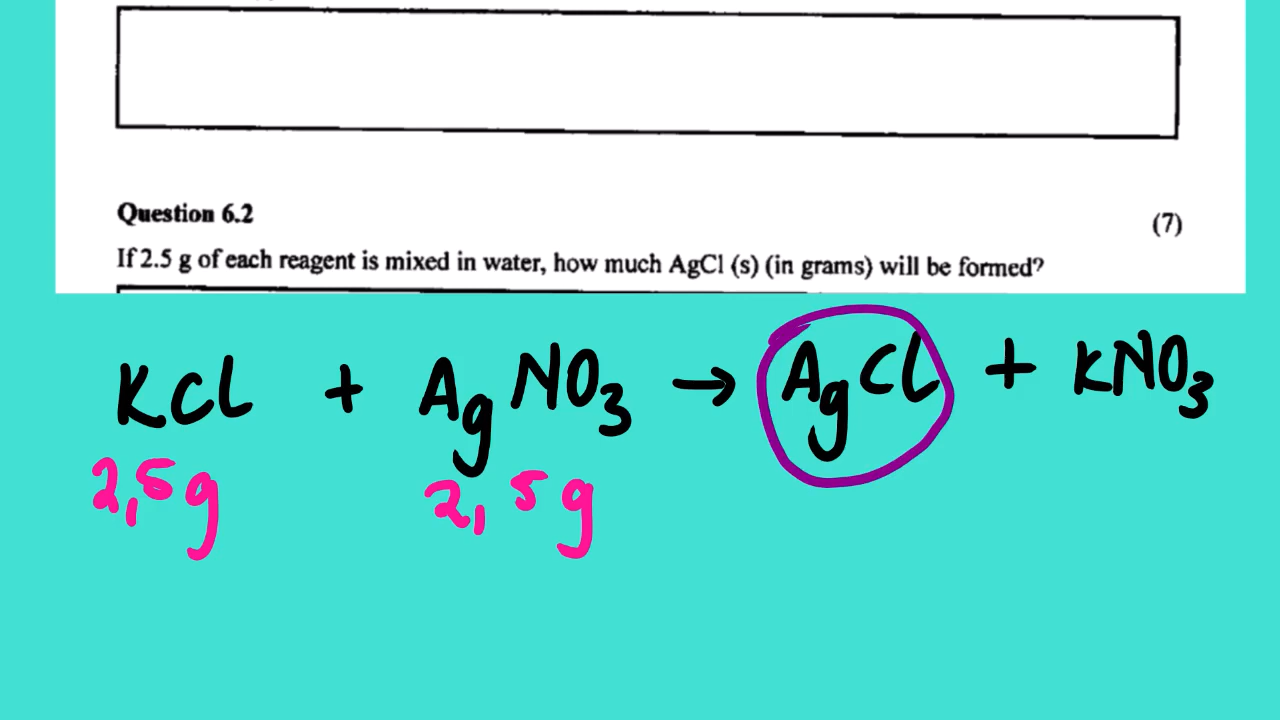 Question 6.2
(7)
If 2.5 g of each reagent is mixed in water, how much AgCl (s) (in grams) will be formed?
KCl + AgNO₃ → AgCl + KNO₃
2,5g 2,5g